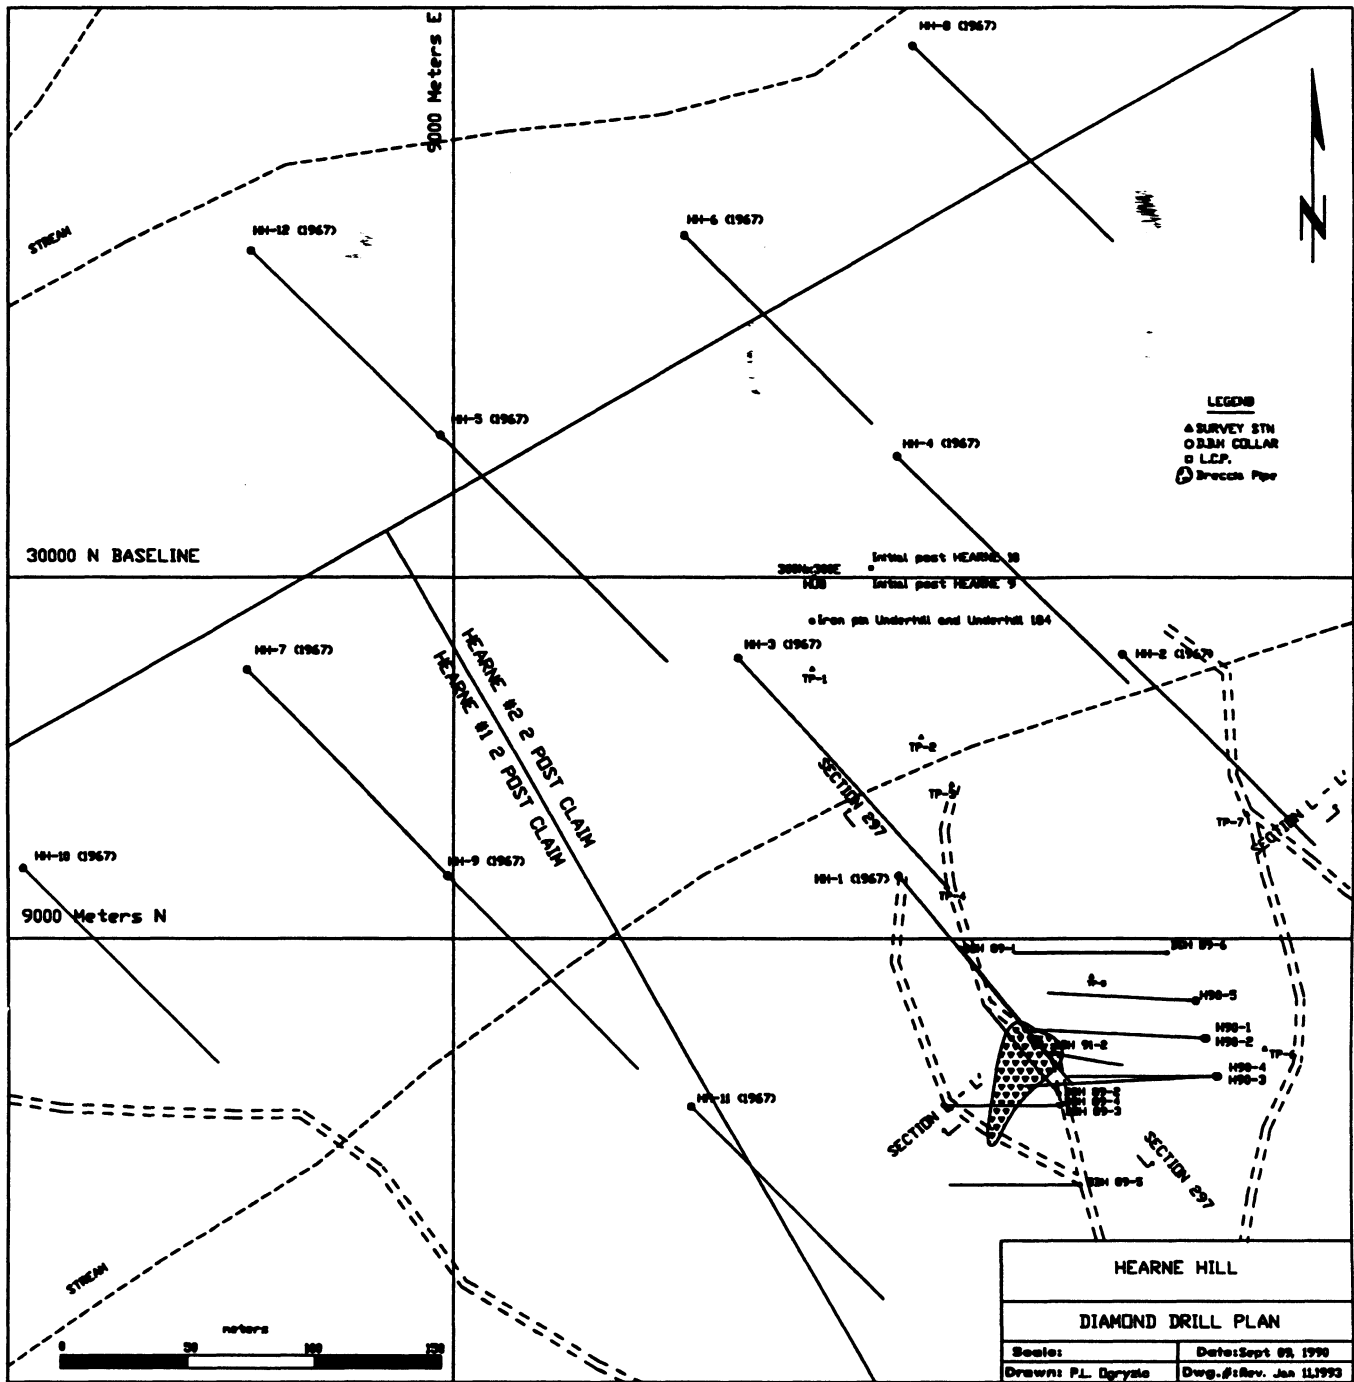 HH-8 (1967)
9000 Meters E
N
STREAM
HH-12 (1967)
HH-6 (1967)
HH-5 (1967)
HH-4 (1967)
LEGEND
SURVEY STN
D.D.H COLLAR
L.C.P.
Breccia Pipe
30000 N BASELINE
Initial post HEARNE 10
300Nx300E
HUB
Initial post HEARNE 9
Iron pin Underhill and Underhill 184
HH-7 (1967)
HH-3 (1967)
HH-2 (1967)
TP-1
HEARNE #2 2 POST CLAIM
HEARNE #1 2 POST CLAIM
TP-2
SECTION 297
TP-3
TP-7
SECTION
HH-10 (1967)
HH-9 (1967)
HH-1 (1967)
TP-4
9000 Meters N
DDH 89-1
DDH 89-6
H90-5
H90-1
H90-2
DDH 91-2
TP-6
H90-4
H90-3
DDH 89-2
DDH 89-4
DDH 89-3
HH-11 (1967)
SECTION
SECTION 297
DDH 89-5
STREAM
meters
0 50 100 150
HEARNE HILL
DIAMOND DRILL PLAN
Scale:
Date:Sept 09, 1990
Drawn: P.L. Ogryzlo
Dwg.#:Rev. Jan 11,1993